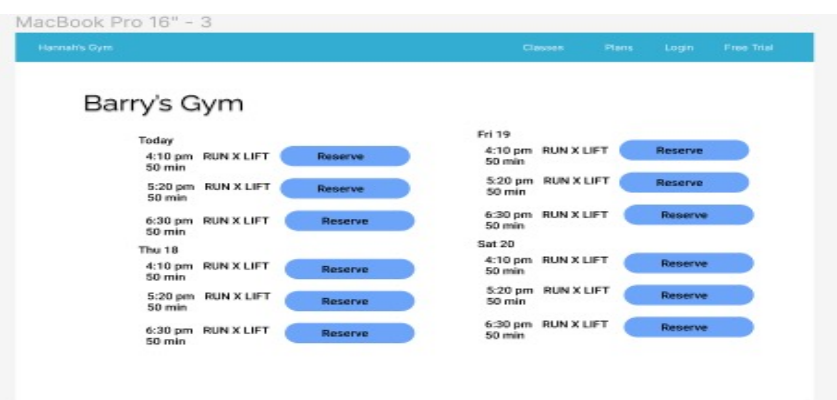 MacBook Pro 16" - 3
Hannah's Gym Classes Plans Login Free Trial
Barry's Gym
Today
4:10 pm RUN X LIFT Reserve
50 min
5:20 pm RUN X LIFT Reserve
50 min
6:30 pm RUN X LIFT Reserve
50 min
Thu 18
4:10 pm RUN X LIFT Reserve
50 min
5:20 pm RUN X LIFT Reserve
50 min
6:30 pm RUN X LIFT Reserve
50 min
Fri 19
4:10 pm RUN X LIFT Reserve
50 min
5:20 pm RUN X LIFT Reserve
50 min
6:30 pm RUN X LIFT Reserve
50 min
Sat 20
4:10 pm RUN X LIFT Reserve
50 min
5:20 pm RUN X LIFT Reserve
50 min
6:30 pm RUN X LIFT Reserve
50 min